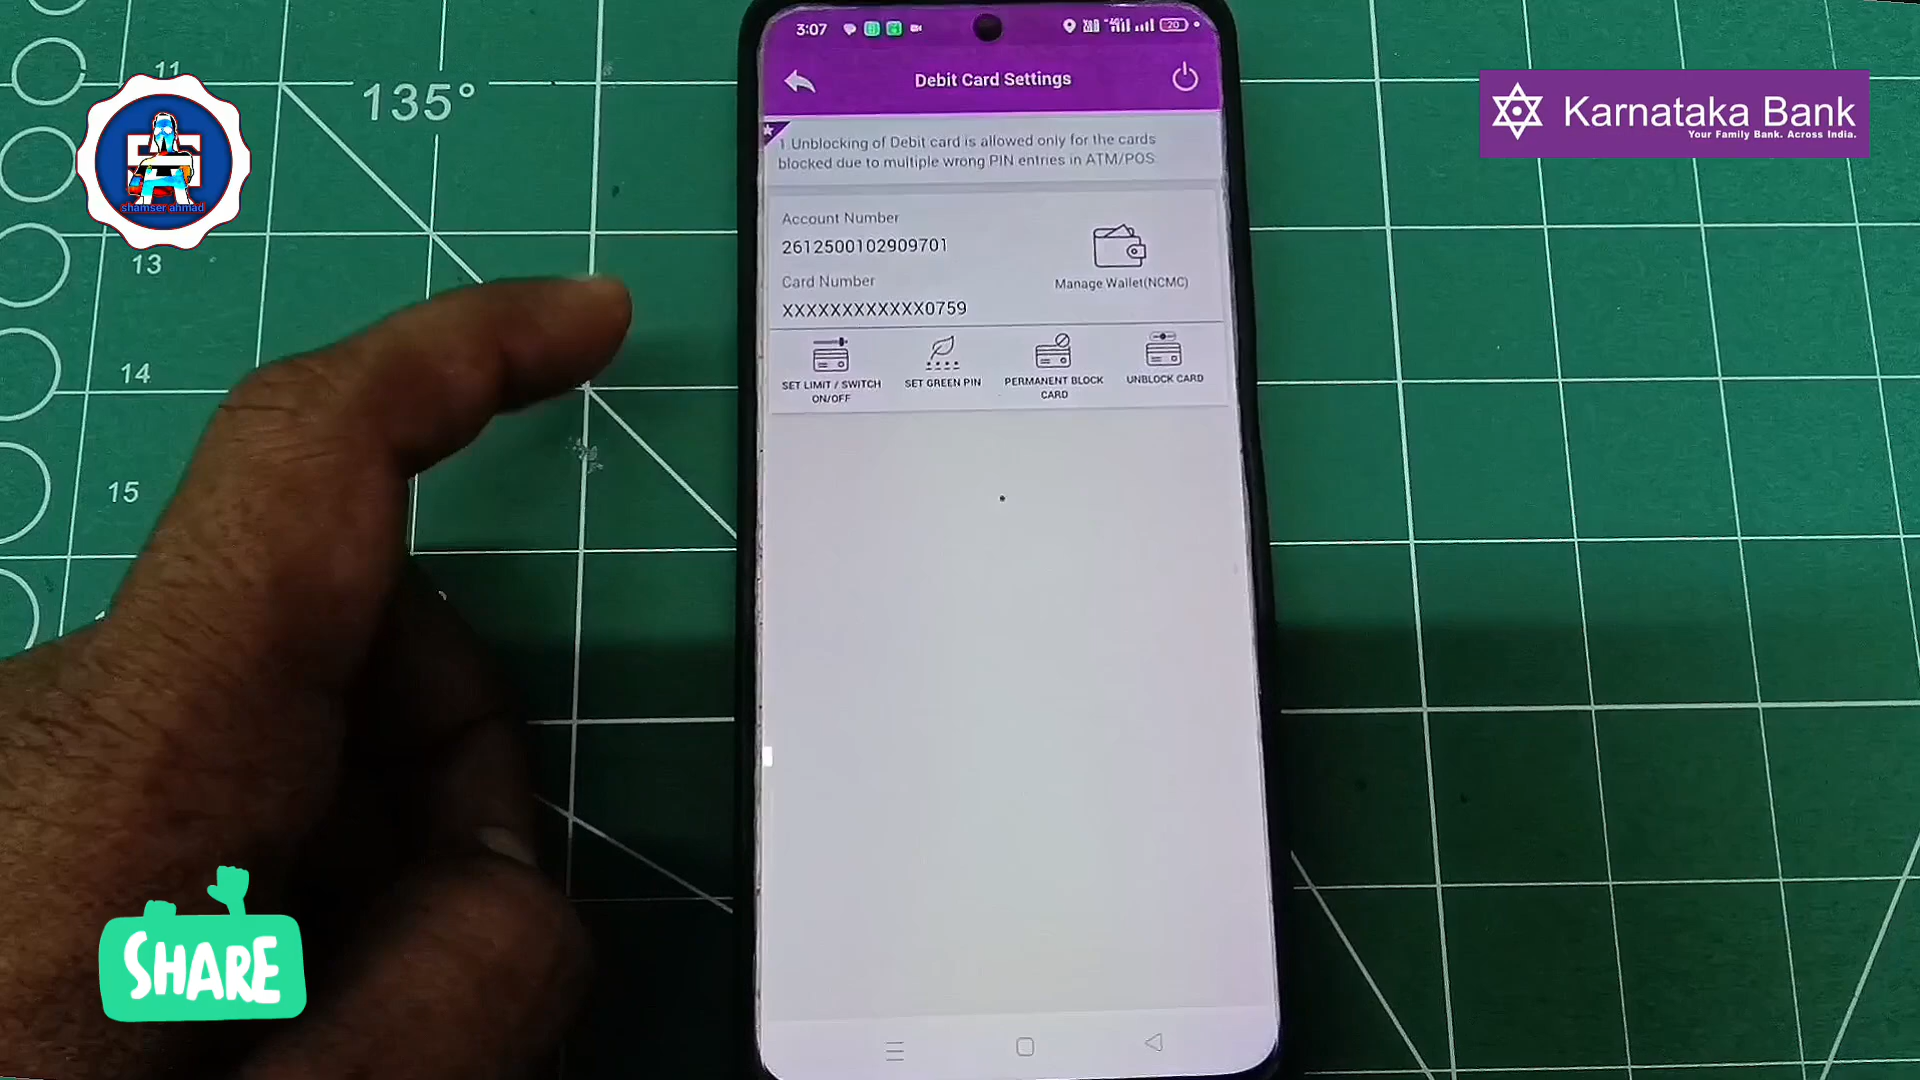 11
135°
13
14
15
shamser ahmad
Karnataka Bank
Your Family Bank. Across India.
3:07
20
Debit Card Settings
1 Unblocking of Debit card is allowed only for the cards
blocked due to multiple wrong PIN entries in ATM/POS.
Account Number
2612500102909701
Card Number
XXXXXXXXXXXX0759
Manage Wallet(NCMC)
SET LIMIT / SWITCH
ON/OFF
SET GREEN PIN
PERMANENT BLOCK
CARD
UNBLOCK CARD
SHARE